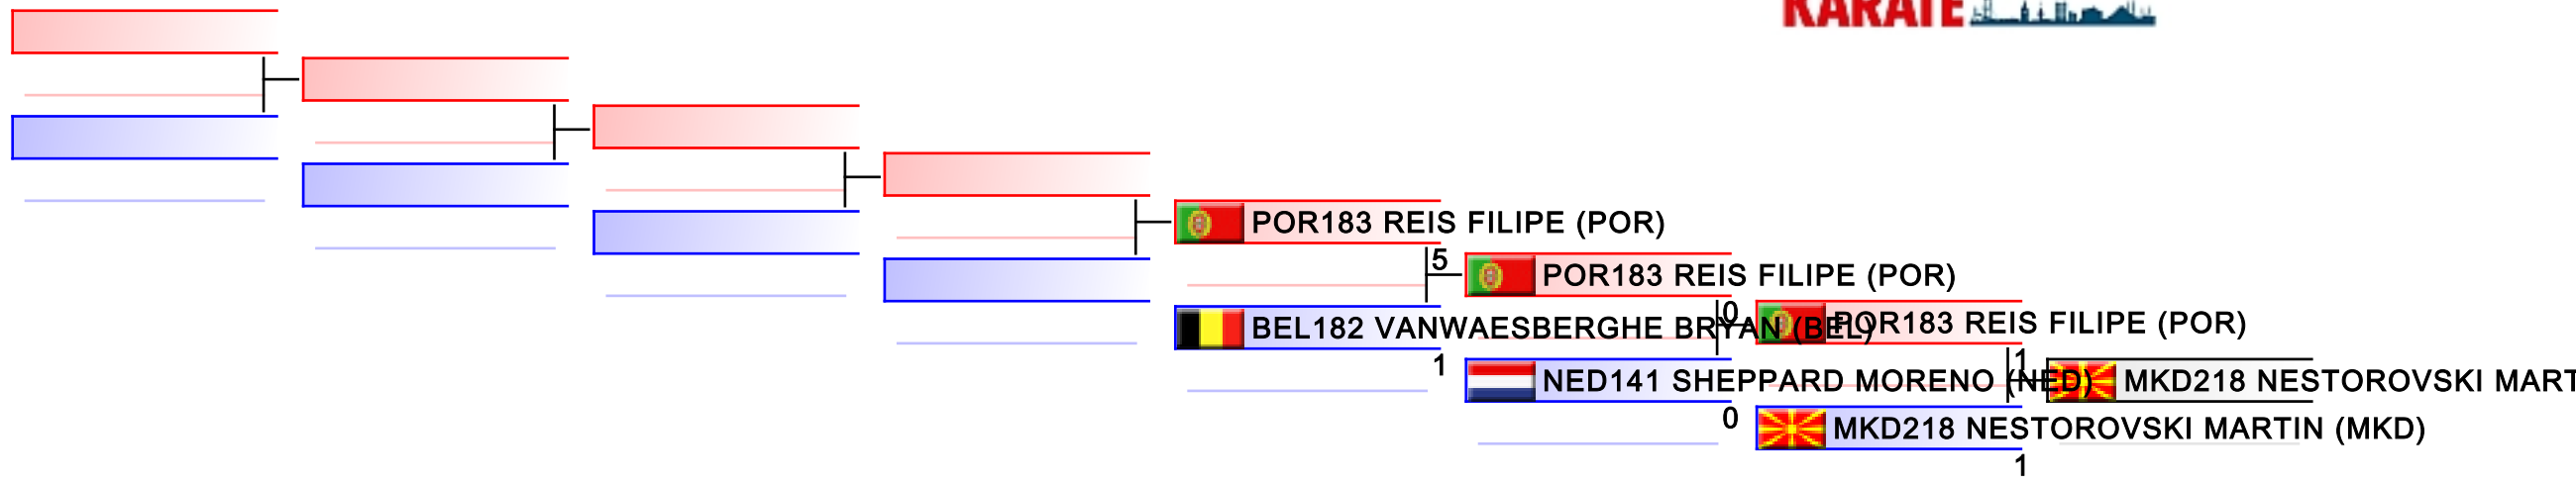 KARATE
POR183 REIS FILIPE (POR)
5
POR183 REIS FILIPE (POR)
0
BEL182 VANWAESBERGHE BRYAN (BEL)
POR183 REIS FILIPE (POR)
1
1
NED141 SHEPPARD MORENO (NED)
MKD218 NESTOROVSKI MART
0
MKD218 NESTOROVSKI MARTIN (MKD)
1